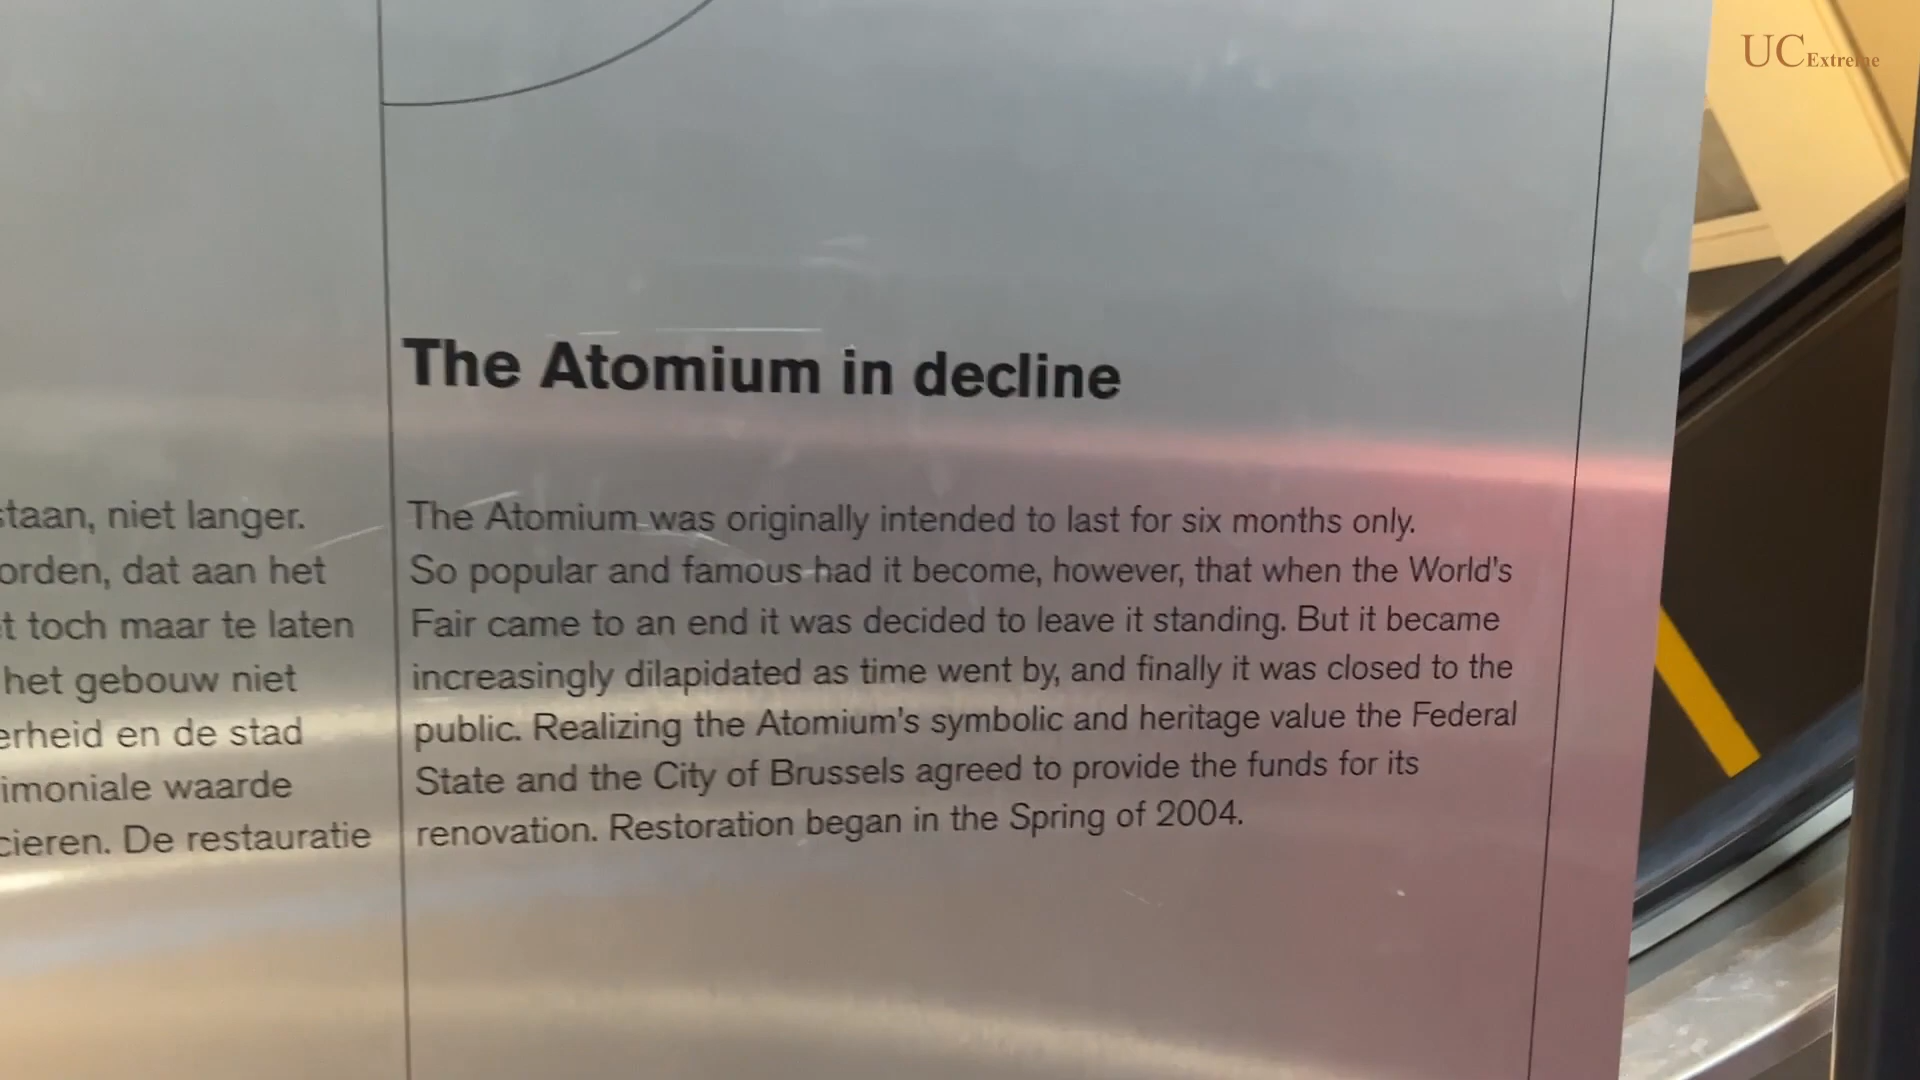 UC Extreme
The Atomium in decline
staan, niet langer.
orden, dat aan het
t toch maar te laten
het gebouw niet
erheid en de stad
imoniale waarde
cieren. De restauratie
The Atomium was originally intended to last for six months only.
So popular and famous had it become, however, that when the World's
Fair came to an end it was decided to leave it standing. But it became
increasingly dilapidated as time went by, and finally it was closed to the
public. Realizing the Atomium's symbolic and heritage value the Federal
State and the City of Brussels agreed to provide the funds for its
renovation. Restoration began in the Spring of 2004.